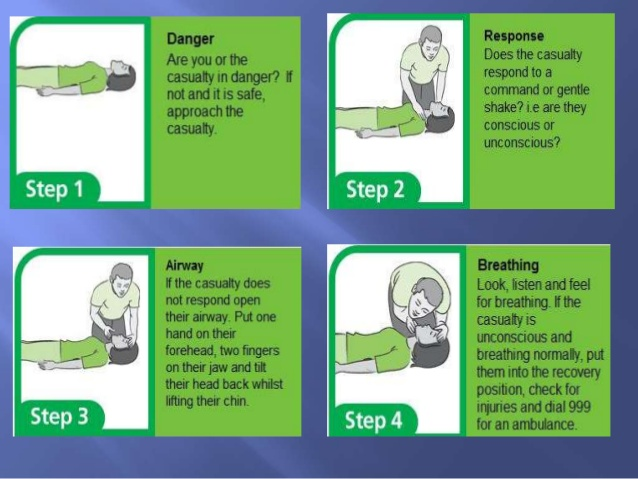 Danger
Are you or the
casualty in danger? If
not and it is safe,
approach the
casualty.
Step 1
Response
Does the casualty
respond to a
command or gentle
shake? i.e are they
conscious or
unconscious?
Step 2
Airway
If the casualty does
not respond open
their airway. Put one
hand on their
forehead, two fingers
on their jaw and tilt
their head back whilst
lifting their chin.
Step 3
Breathing
Look, listen and feel
for breathing. If the
casualty is
unconscious and
breathing normally, put
them into the recovery
position, check for
injuries and dial 999
for an ambulance.
Step 4